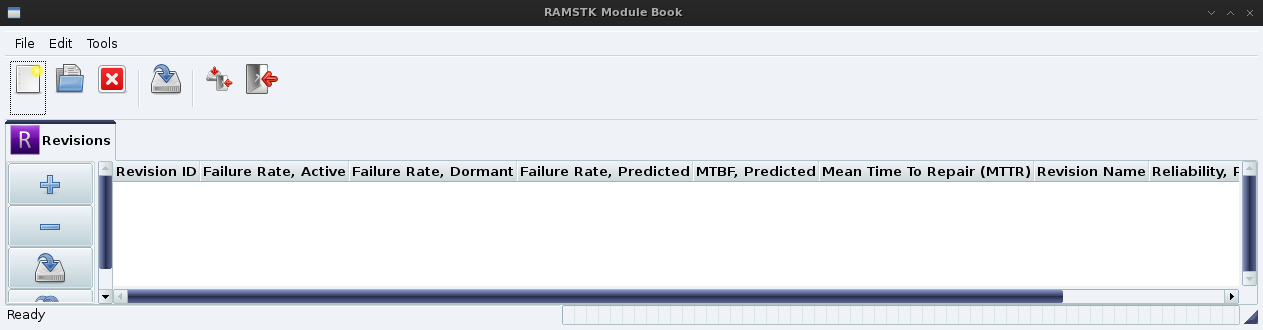 RAMSTK Module Book
File Edit Tools
R Revisions
Revision ID Failure Rate, Active Failure Rate, Dormant Failure Rate, Predicted MTBF, Predicted Mean Time To Repair (MTTR) Revision Name Reliability,
Ready